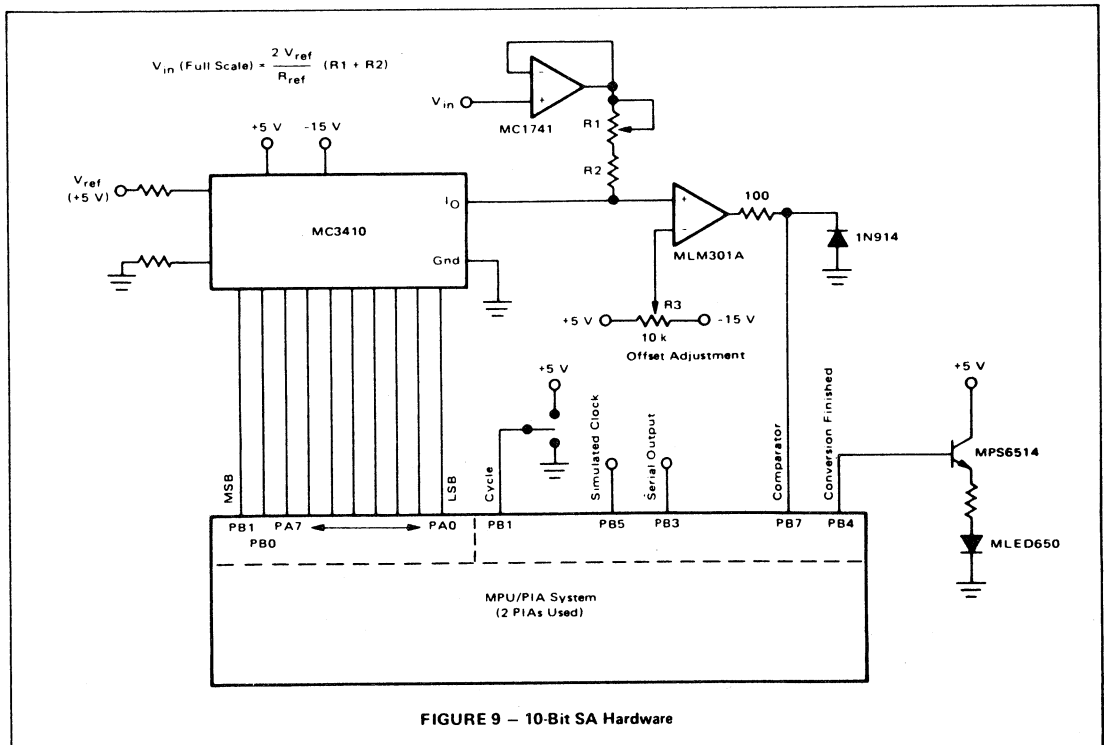 V_in (Full Scale) = 2 V_ref / R_ref (R1 + R2)
V_in
-
+
MC1741
R1
R2
+5 V
-15 V
V_ref
(+5 V)
MC3410
I_O
Gnd
+
-
MLM301A
100
1N914
R3
+5 V
-15 V
10 k
Offset Adjustment
+5 V
+5 V
MPS6514
MLED650
MSB
LSB
Cycle
Simulated Clock
Serial Output
Comparator
Conversion Finished
PB1
PA7
PA0
PB1
PB5
PB3
PB7
PB4
PB0
MPU/PIA System
(2 PIAs Used)
FIGURE 9 – 10-Bit SA Hardware